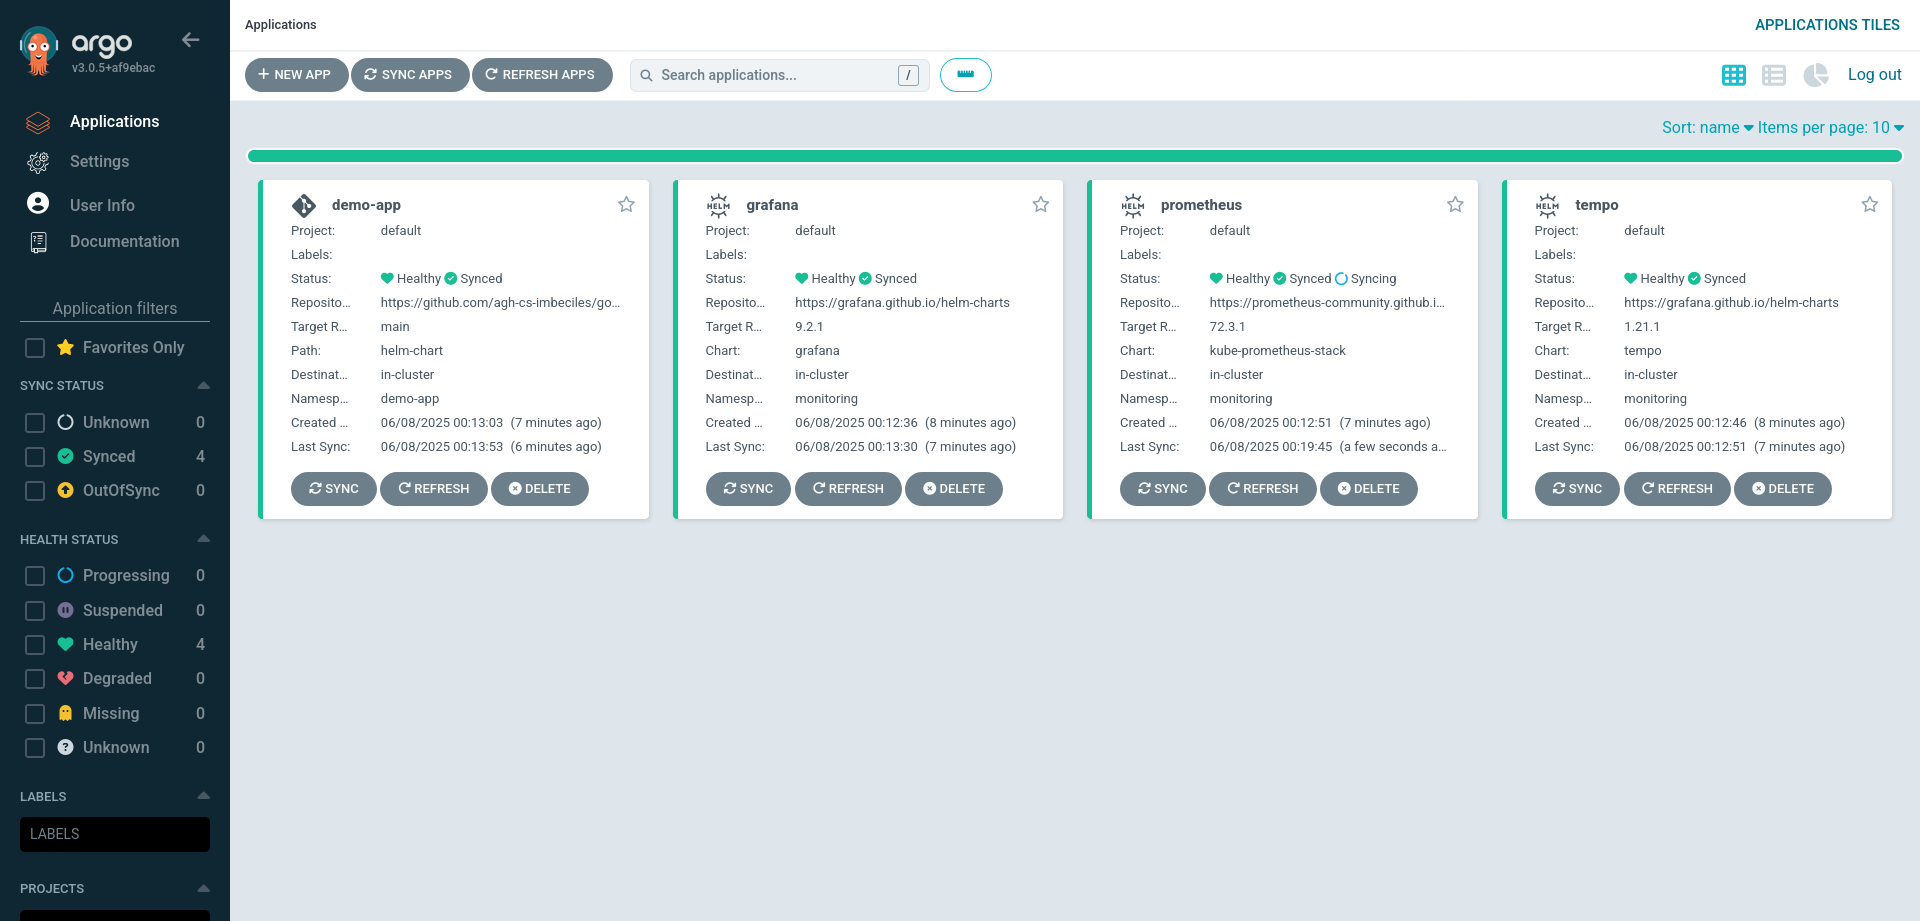 argo
v3.0.5+af9ebac
Applications
Settings
User Info
Documentation
Application filters
Favorites Only
SYNC STATUS
Unknown 0
Synced 4
OutOfSync 0
HEALTH STATUS
Progressing 0
Suspended 0
Healthy 4
Degraded 0
Missing 0
Unknown 0
LABELS
LABELS
PROJECTS
Applications
APPLICATIONS TILES
NEW APP
SYNC APPS
REFRESH APPS
Search applications...
/
Log out
Sort: name
Items per page: 10
demo-app
Project: default
Labels:
Status: Healthy Synced
Reposito... https://github.com/agh-cs-imbeciles/go...
Target R... main
Path: helm-chart
Destinat... in-cluster
Namesp... demo-app
Created ... 06/08/2025 00:13:03 (7 minutes ago)
Last Sync: 06/08/2025 00:13:53 (6 minutes ago)
SYNC REFRESH DELETE
HELM
grafana
Project: default
Labels:
Status: Healthy Synced
Reposito... https://grafana.github.io/helm-charts
Target R... 9.2.1
Chart: grafana
Destinat... in-cluster
Namesp... monitoring
Created ... 06/08/2025 00:12:36 (8 minutes ago)
Last Sync: 06/08/2025 00:13:30 (7 minutes ago)
SYNC REFRESH DELETE
HELM
prometheus
Project: default
Labels:
Status: Healthy Synced Syncing
Reposito... https://prometheus-community.github.i...
Target R... 72.3.1
Chart: kube-prometheus-stack
Destinat... in-cluster
Namesp... monitoring
Created ... 06/08/2025 00:12:51 (7 minutes ago)
Last Sync: 06/08/2025 00:19:45 (a few seconds a...
SYNC REFRESH DELETE
HELM
tempo
Project: default
Labels:
Status: Healthy Synced
Reposito... https://grafana.github.io/helm-charts
Target R... 1.21.1
Chart: tempo
Destinat... in-cluster
Namesp... monitoring
Created ... 06/08/2025 00:12:46 (8 minutes ago)
Last Sync: 06/08/2025 00:12:51 (7 minutes ago)
SYNC REFRESH DELETE